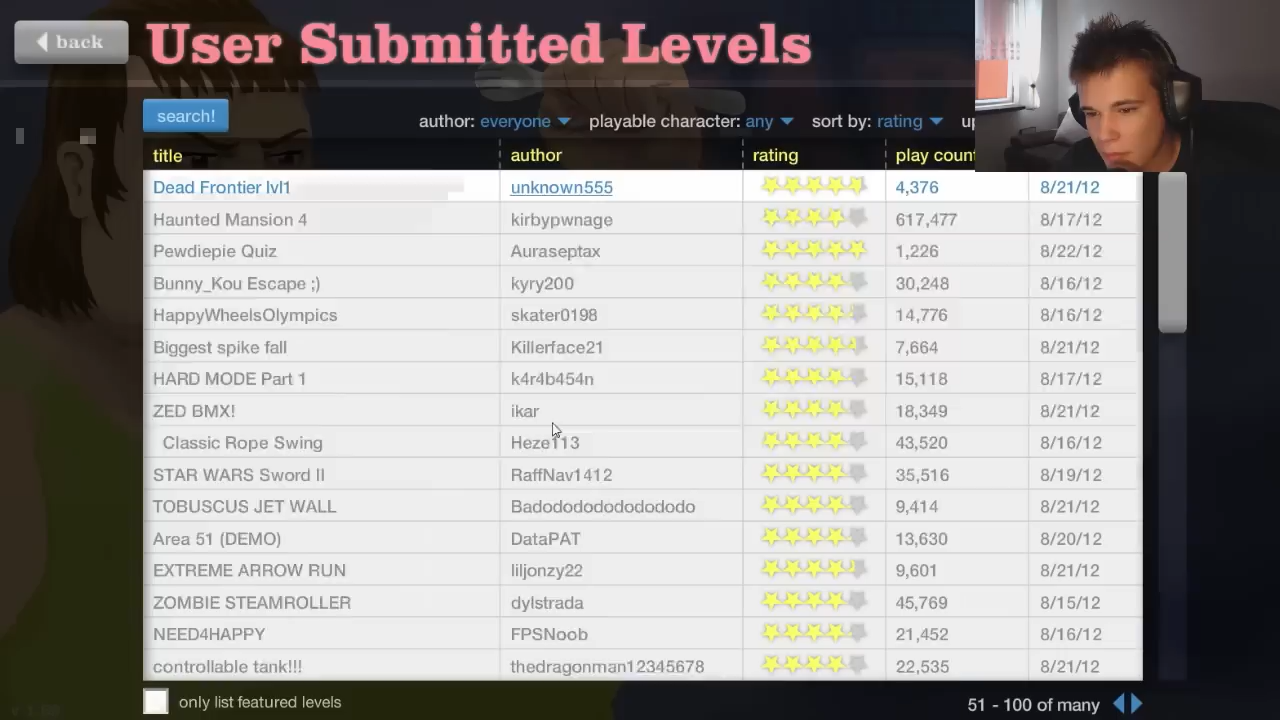 back
User Submitted Levels
search!
author: everyone playable character: any sort by: rating up
title author rating play coun
Dead Frontier lvl1 unknown555 4,376 8/21/12
Haunted Mansion 4 kirbypwnage 617,477 8/17/12
Pewdiepie Quiz Auraseptax 1,226 8/22/12
Bunny_Kou Escape ;) kyry200 30,248 8/16/12
HappyWheelsOlympics skater0198 14,776 8/16/12
Biggest spike fall Killerface21 7,664 8/21/12
HARD MODE Part 1 k4r4b454n 15,118 8/17/12
ZED BMX! ikar 18,349 8/21/12
Classic Rope Swing Heze113 43,520 8/16/12
STAR WARS Sword II RaffNav1412 35,516 8/19/12
TOBUSCUS JET WALL Badodododododododo 9,414 8/21/12
Area 51 (DEMO) DataPAT 13,630 8/20/12
EXTREME ARROW RUN liljonzy22 9,601 8/21/12
ZOMBIE STEAMROLLER dylstrada 45,769 8/15/12
NEED4HAPPY FPSNoob 21,452 8/16/12
controllable tank!!! thedragonman12345678 22,535 8/21/12
only list featured levels 51 - 100 of many